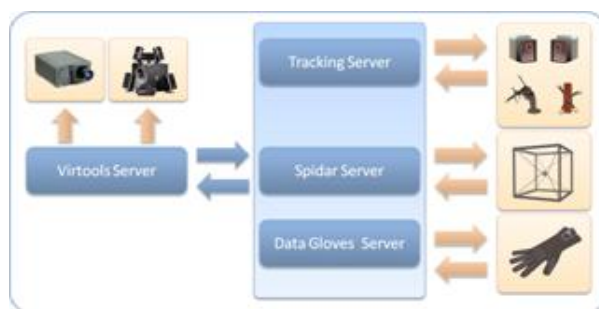 Tracking Server
Virtools Server
Spidar Server
Data Gloves Server